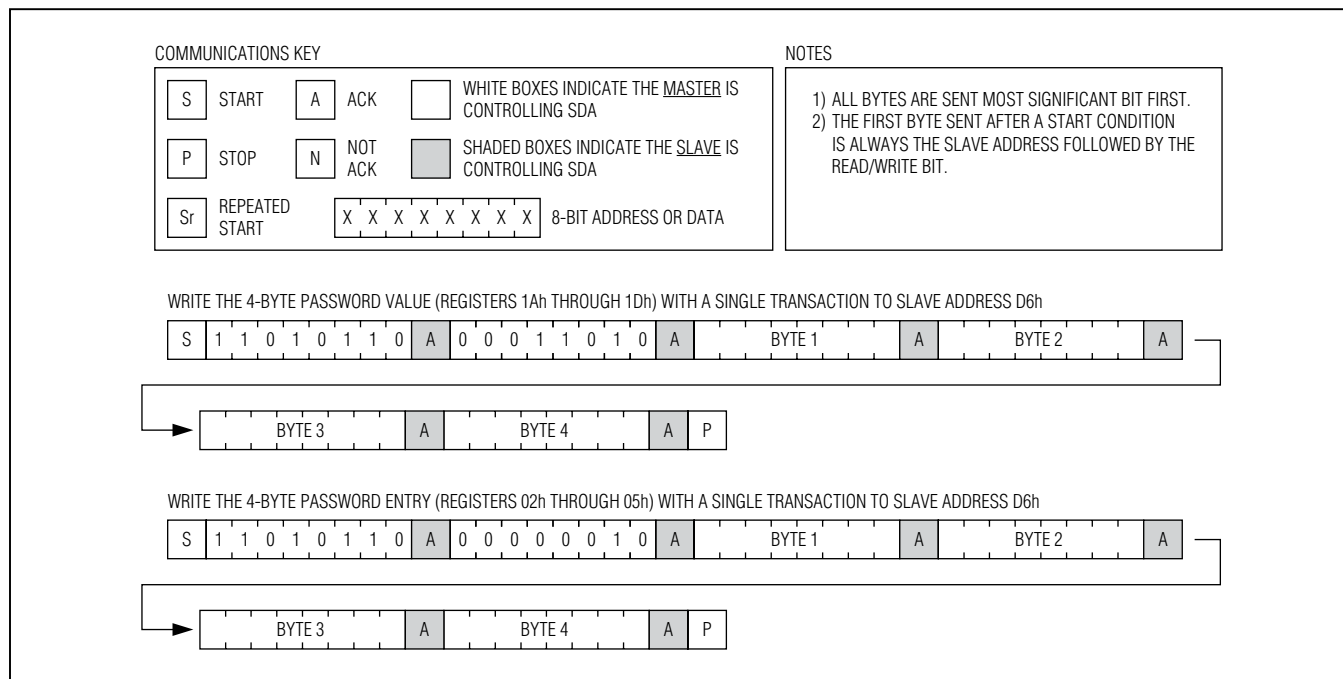 COMMUNICATIONS KEY
S START A ACK WHITE BOXES INDICATE THE MASTER IS
CONTROLLING SDA
P STOP N NOT
ACK SHADED BOXES INDICATE THE SLAVE IS
CONTROLLING SDA
Sr REPEATED
START X X X X X X X X 8-BIT ADDRESS OR DATA
NOTES
1) ALL BYTES ARE SENT MOST SIGNIFICANT BIT FIRST.
2) THE FIRST BYTE SENT AFTER A START CONDITION
IS ALWAYS THE SLAVE ADDRESS FOLLOWED BY THE
READ/WRITE BIT.
WRITE THE 4-BYTE PASSWORD VALUE (REGISTERS 1Ah THROUGH 1Dh) WITH A SINGLE TRANSACTION TO SLAVE ADDRESS D6h
S 1 1 0 1 0 1 1 0 A 0 0 0 1 1 0 1 0 A BYTE 1 A BYTE 2 A
BYTE 3 A BYTE 4 A P
WRITE THE 4-BYTE PASSWORD ENTRY (REGISTERS 02h THROUGH 05h) WITH A SINGLE TRANSACTION TO SLAVE ADDRESS D6h
S 1 1 0 1 0 1 1 0 A 0 0 0 0 0 0 1 0 A BYTE 1 A BYTE 2 A
BYTE 3 A BYTE 4 A P